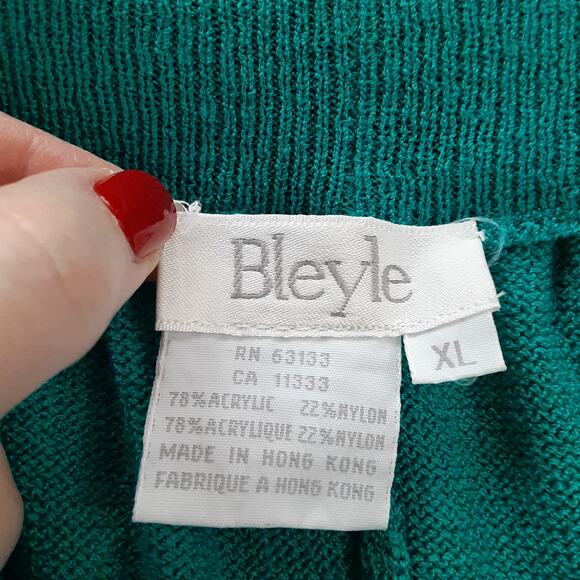 Bleyle
XL
RN 63133
CA 11333
78%ACRYLIC 22%NYLON
78%ACRYLIQUE 22%NYLON
MADE IN HONG KONG
FABRIQUE A HONG KONG